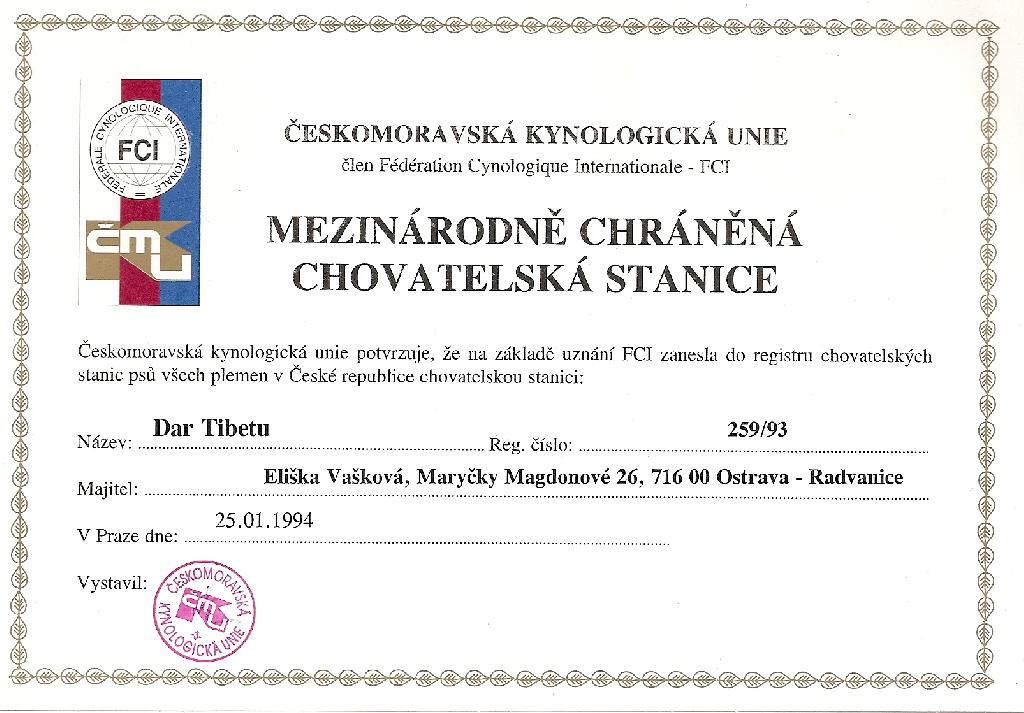 FÉDÉRALE CYNOLOGIQUE INTERNATIONALE
FCI
ČMKU
ČESKOMORAVSKÁ KYNOLOGICKÁ UNIE
člen Fédération Cynologique Internationale - FCI
MEZINÁRODNĚ CHRÁNĚNÁ
CHOVATELSKÁ STANICE
Českomoravská kynologická unie potvrzuje, že na základě uznání FCI zanesla do registru chovatelských
stanic psů všech plemen v České republice chovatelskou stanici:
Název: Dar Tibetu Reg. číslo: 259/93
Majitel: Eliška Vašková, Maryčky Magdonové 26, 716 00 Ostrava - Radvanice
V Praze dne: 25.01.1994
Vystavil:
ČESKOMORAVSKÁ
KYNOLOGICKÁ UNIE